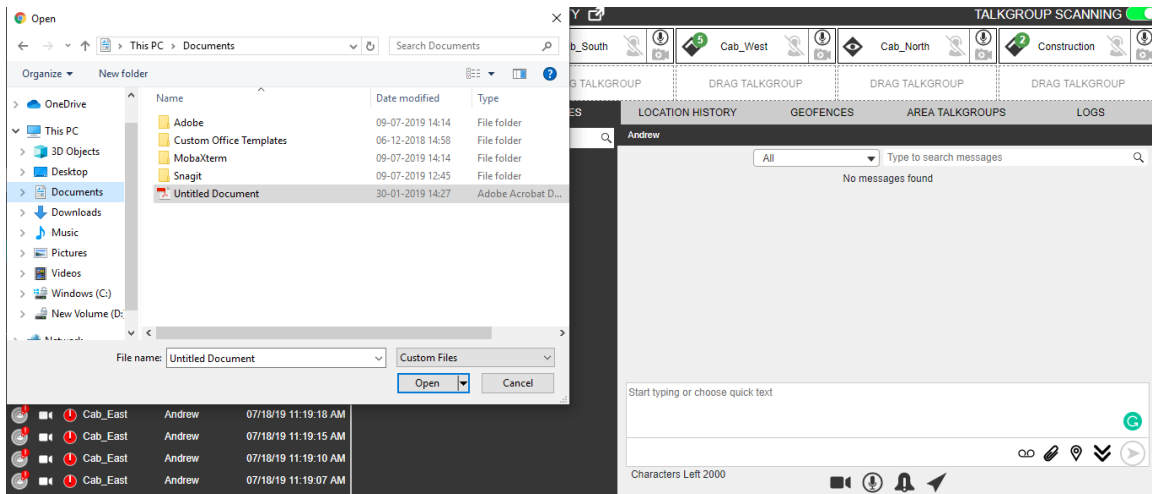 Open
This PC > Documents
Search Documents
Organize
New folder
?
OneDrive
This PC
3D Objects
Desktop
Documents
Downloads
Music
Pictures
Videos
Windows (C:)
New Volume (D:
Name Date modified Type
Adobe 09-07-2019 14:14 File folder
Custom Office Templates 06-12-2018 14:58 File folder
MobaXterm 09-07-2019 14:14 File folder
Snagit 09-07-2019 12:45 File folder
Untitled Document 30-01-2019 14:27 Adobe Acrobat D...
File name: Untitled Document Custom Files
Open Cancel
TY TALKGROUP SCANNING
b_South 5 Cab_West Cab_North 2 Construction
G TALKGROUP DRAG TALKGROUP DRAG TALKGROUP DRAG TALKGROUP
ES LOCATION HISTORY GEOFENCES AREA TALKGROUPS LOGS
Andrew
All Type to search messages
No messages found
Start typing or choose quick text
Characters Left 2000
Cab_East Andrew 07/18/19 11:19:18 AM
Cab_East Andrew 07/18/19 11:19:15 AM
Cab_East Andrew 07/18/19 11:19:10 AM
Cab_East Andrew 07/18/19 11:19:07 AM